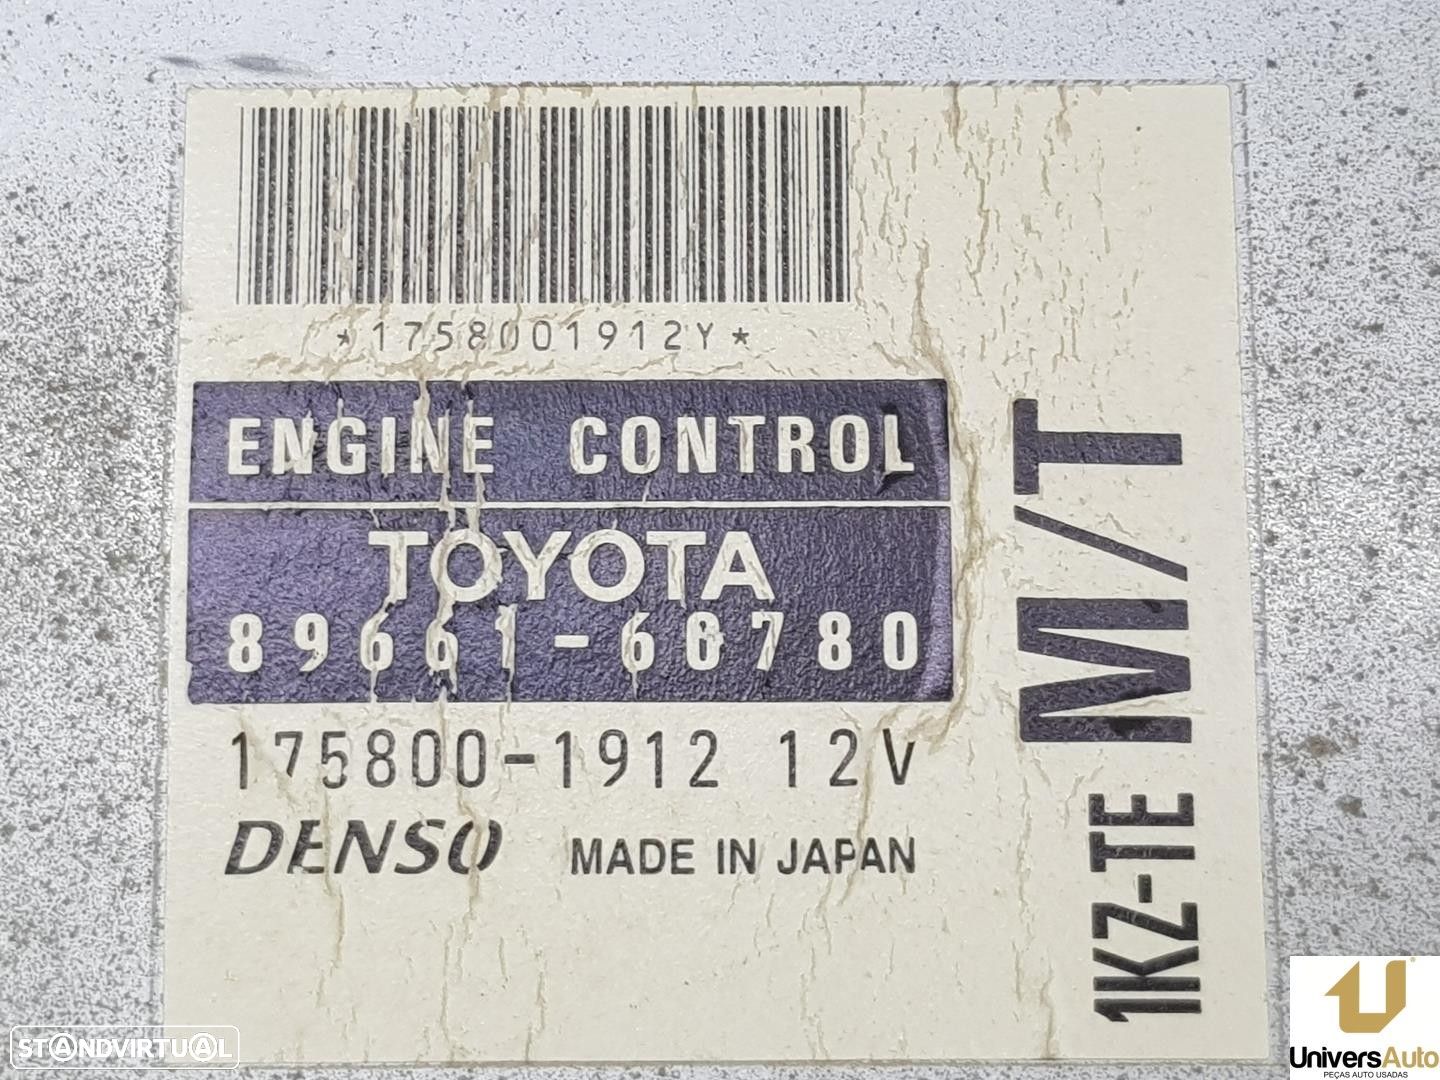 *1758001912Y*
ENGINE CONTROL
TOYOTA
89661-60780
175800-1912 12V
DENSO MADE IN JAPAN
1KZ-TE M/T
STANDVIRTUAL
UniversAuto
PEÇAS AUTO USADAS